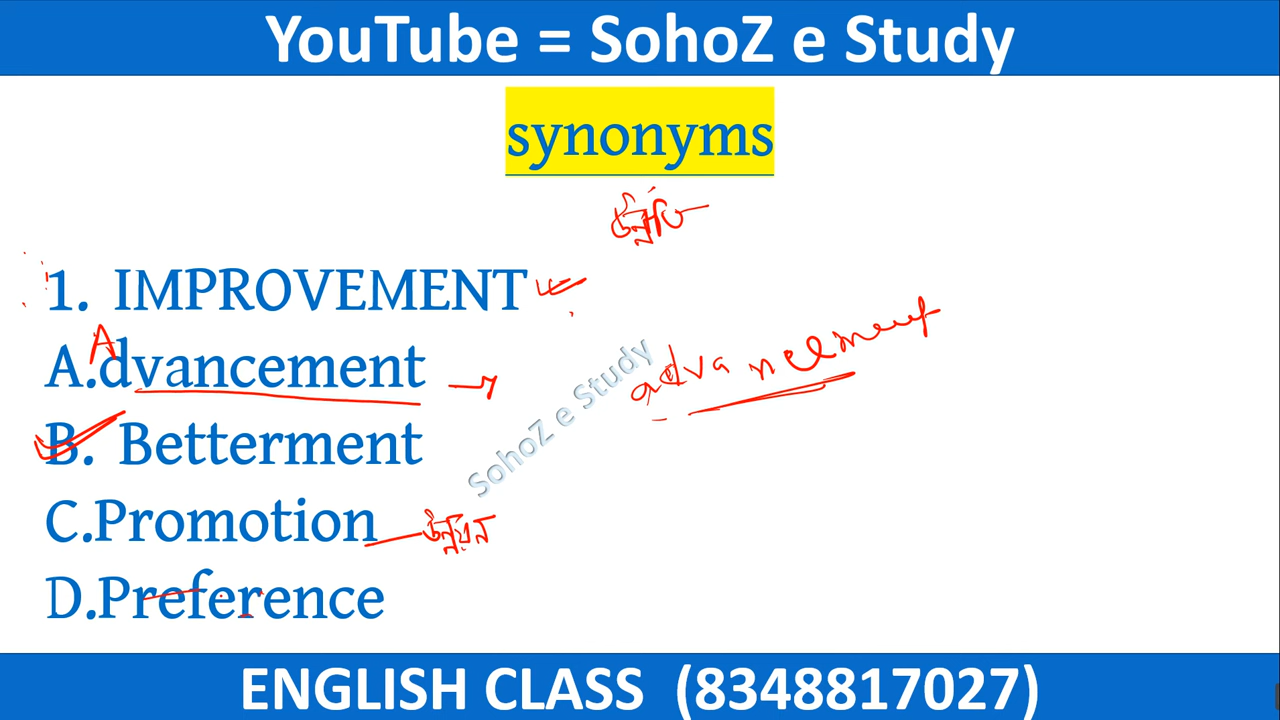 YouTube = SohoZ e Study
synonyms
উন্নতি
1. IMPROVEMENT
A.dvancement
A
advancement
B. Betterment
SohoZ e Study
C.Promotion
উন্নয়ন
D.Preference
ENGLISH CLASS (8348817027)